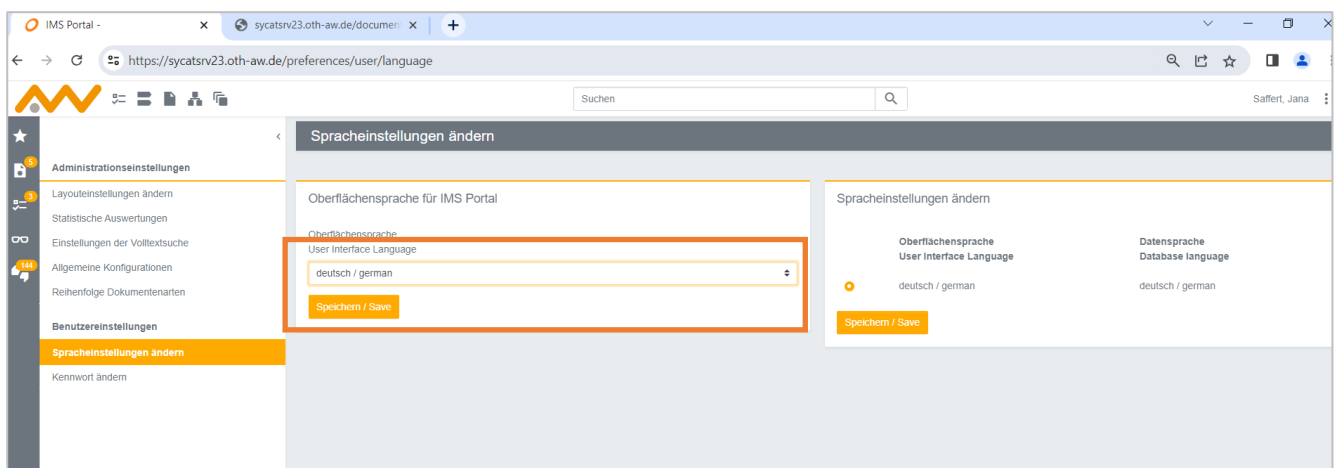 IMS Portal -
sycatsrv23.oth-aw.de/documen
https://sycatsrv23.oth-aw.de/preferences/user/language
Suchen
Saffert, Jana
5
3
144
Administrationseinstellungen
Layouteinstellungen ändern
Statistische Auswertungen
Einstellungen der Volltextsuche
Allgemeine Konfigurationen
Reihenfolge Dokumentenarten
Benutzereinstellungen
Spracheinstellungen ändern
Kennwort ändern
Spracheinstellungen ändern
Oberflächensprache für IMS Portal
Oberflächensprache
User Interface Language
deutsch / german
Speichern / Save
Spracheinstellungen ändern
Oberflächensprache Datensprache
User Interface Language Database language
deutsch / german deutsch / german
Speichern / Save